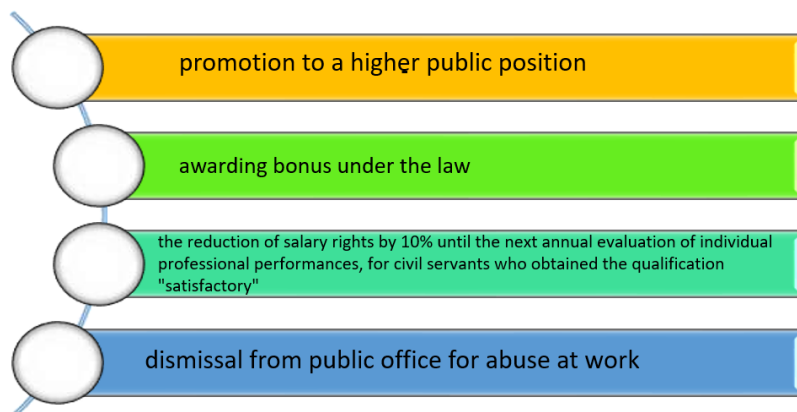 promotion to a higher public position
awarding bonus under the law
the reduction of salary rights by 10% until the next annual evaluation of individual
professional performances, for civil servants who obtained the qualification
"satisfactory"
dismissal from public office for abuse at work